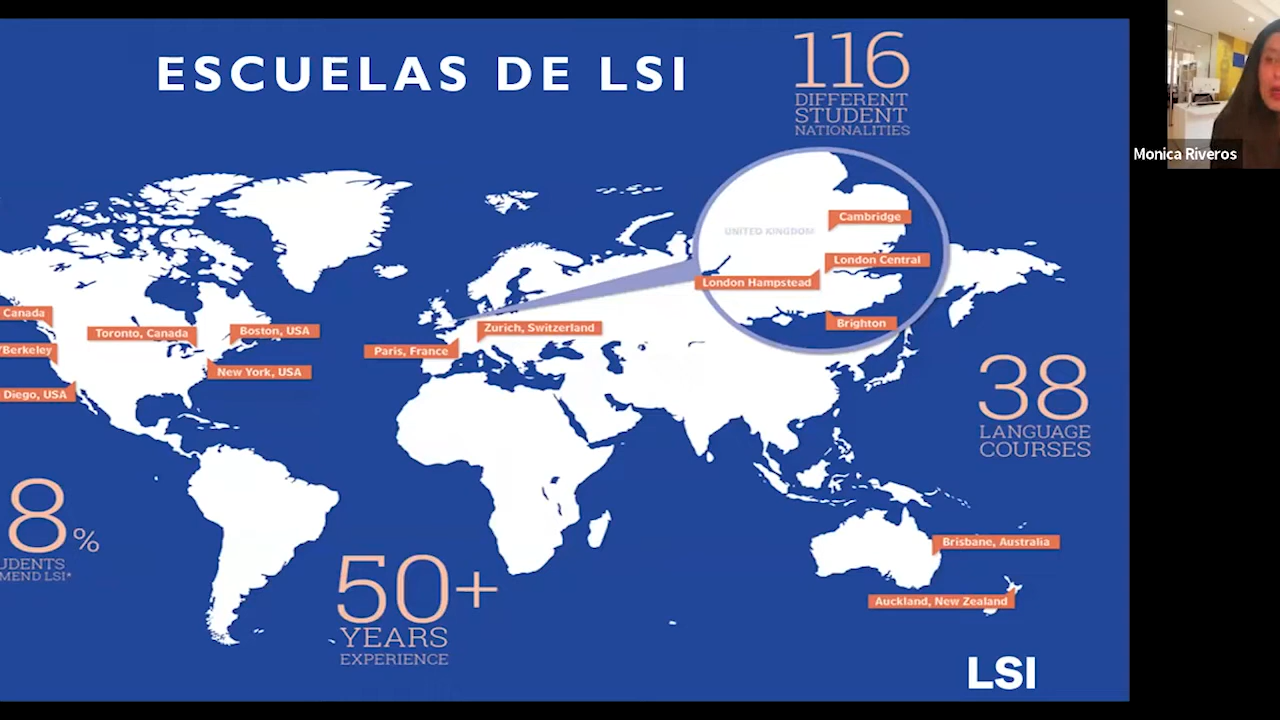 ESCUELAS DE LSI
116
DIFFERENT
STUDENT
NATIONALITIES
Monica Riveros
UNITED KINGDOM
Cambridge
London Central
London Hampstead
Brighton
Canada
Toronto, Canada
Boston, USA
Zurich, Switzerland
/Berkeley
Paris, France
New York, USA
Diego, USA
38
LANGUAGE
COURSES
8%
UDENTS
MEND LSI*
50+
YEARS
EXPERIENCE
Brisbane, Australia
Auckland, New Zealand
LSI